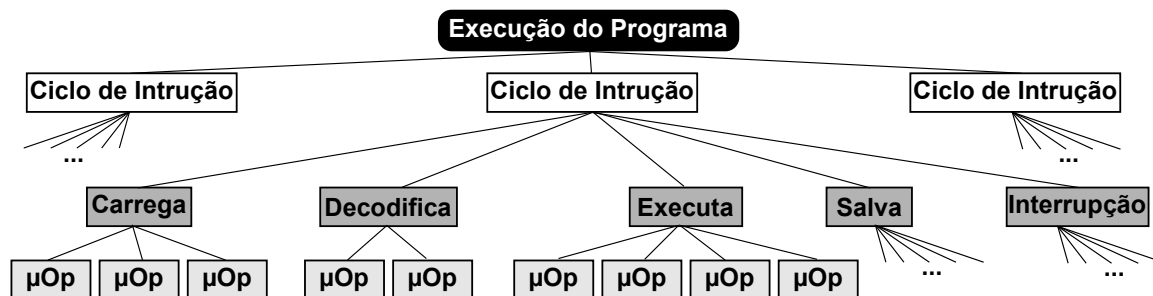 Execução do Programa
Ciclo de Intrução Ciclo de Intrução Ciclo de Intrução
... ...
Carrega Decodifica Executa Salva Interrupção
... ...
µOp µOp µOp µOp µOp µOp µOp µOp µOp